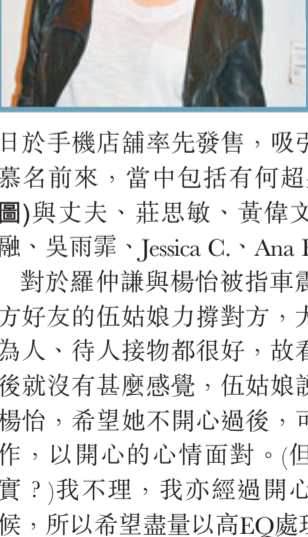 日於手機店舖率先發售，吸引
慕名前來，當中包括有何超
圖)與丈夫、莊思敏、黃偉文
融、吳雨霏、Jessica C.、Ana
對於羅仲謙與楊怡被指車震
方好友的伍姑娘力撐對方，
為人、待人接物都很好，故看
後就沒有甚麼感覺，伍姑娘說
楊怡，希望她不開心過後，可
作，以開心的心情面對。(但
實？)我不理，我亦經過開心
候，所以希望盡量以高EQ處理